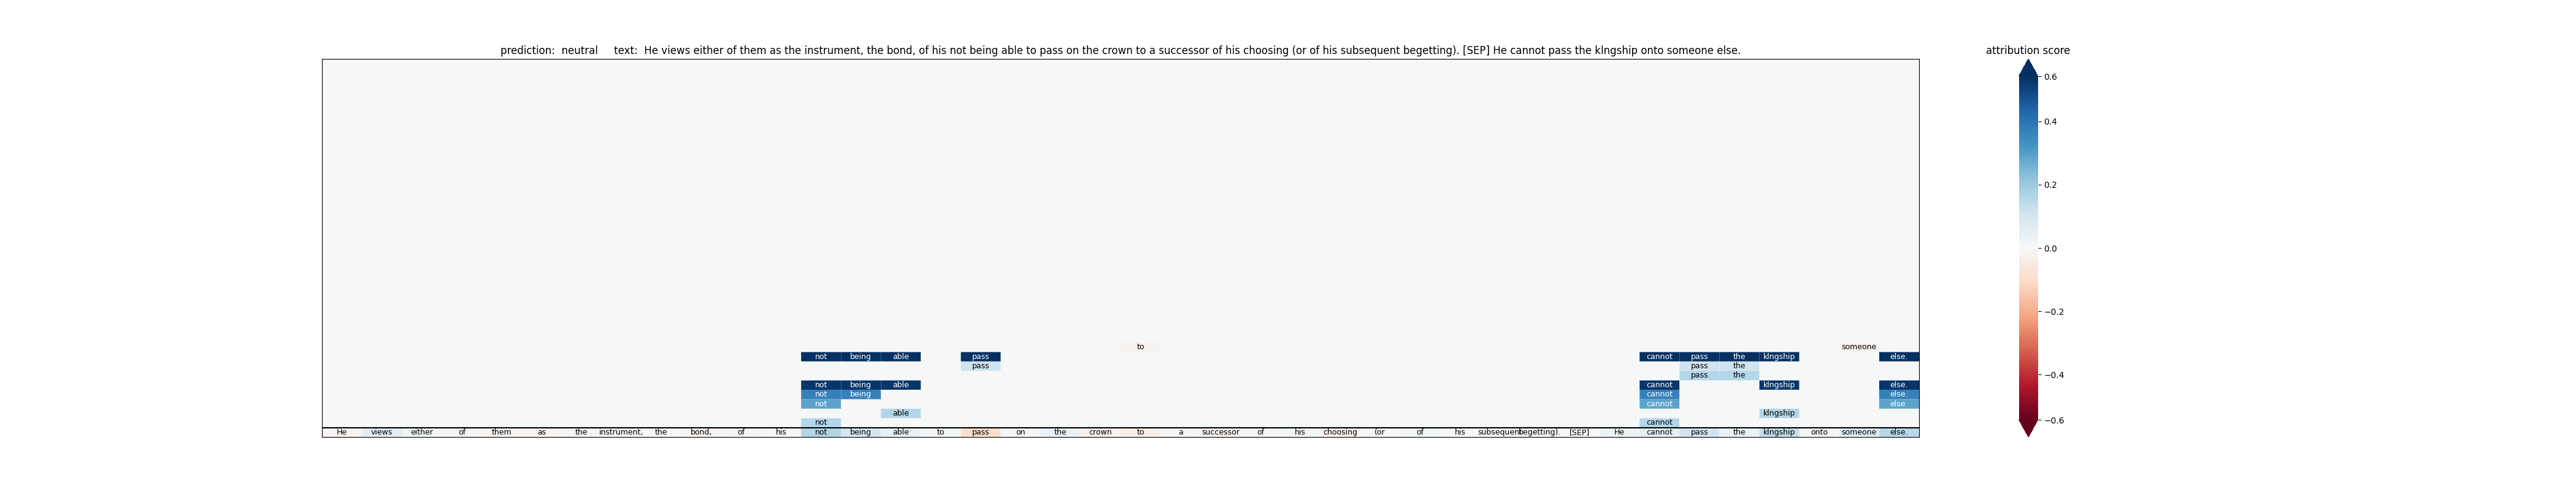 prediction:  neutral     text:  He views either of them as the instrument, the bond, of his not being able to pass on the crown to a successor of his choosing (or of his subsequent begetting). [SEP] He cannot pass the klngship onto someone else.
attribution score
0.6
0.4
0.2
0.0
−0.2
−0.4
−0.6
to someone
not being able pass cannot pass the klngship else.
pass pass the
pass the
not being able cannot klngship else.
not being cannot else.
not cannot else.
able klngship
not cannot
He views either of them as the instrument, the bond, of his not being able to pass on the crown to a successor of his choosing (or of his subsequent begetting). [SEP] He cannot pass the klngship onto someone else.